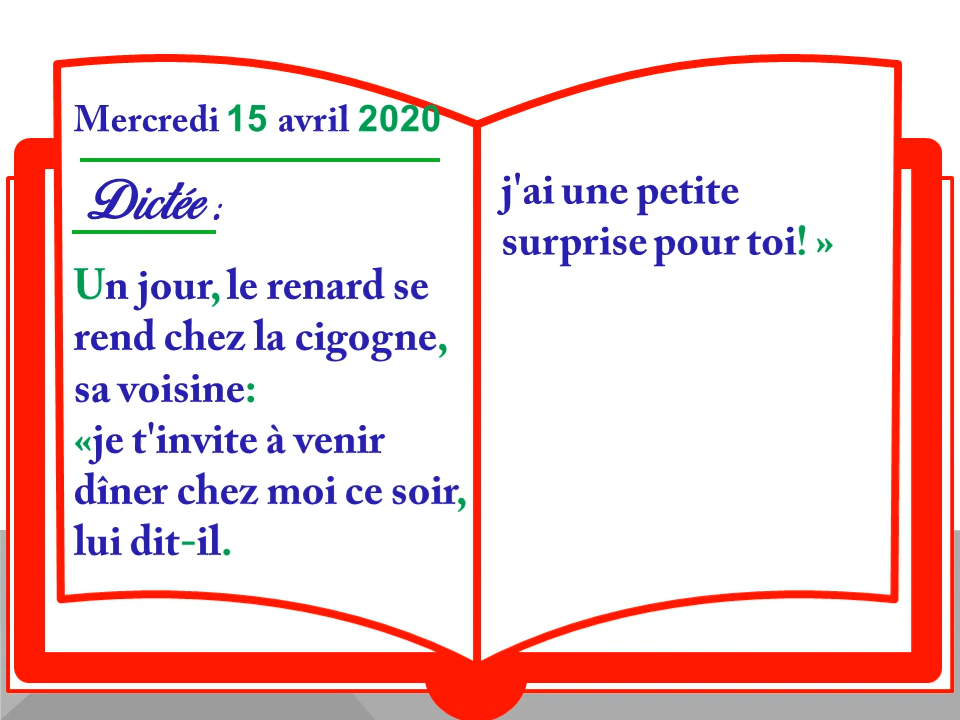 Mercredi 15 avril 2020
Dictée :
Un jour, le renard se
rend chez la cigogne,
sa voisine:
«je t'invite à venir
dîner chez moi ce soir,
lui dit-il.
j'ai une petite
surprise pour toi! »